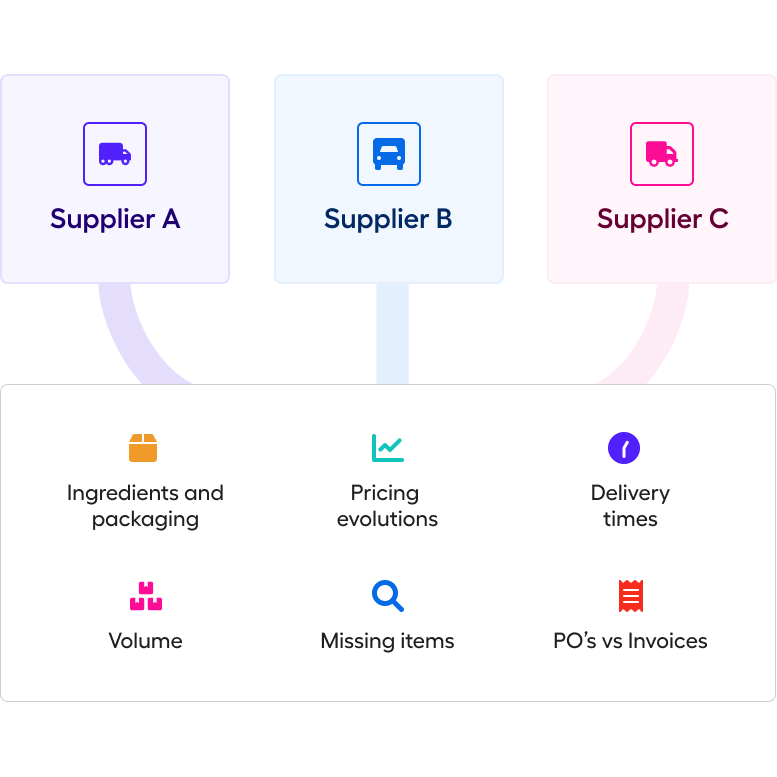 Supplier A
Supplier B
Supplier C
Ingredients and
packaging
Pricing
evolutions
Delivery
times
Volume
Missing items
PO’s vs Invoices